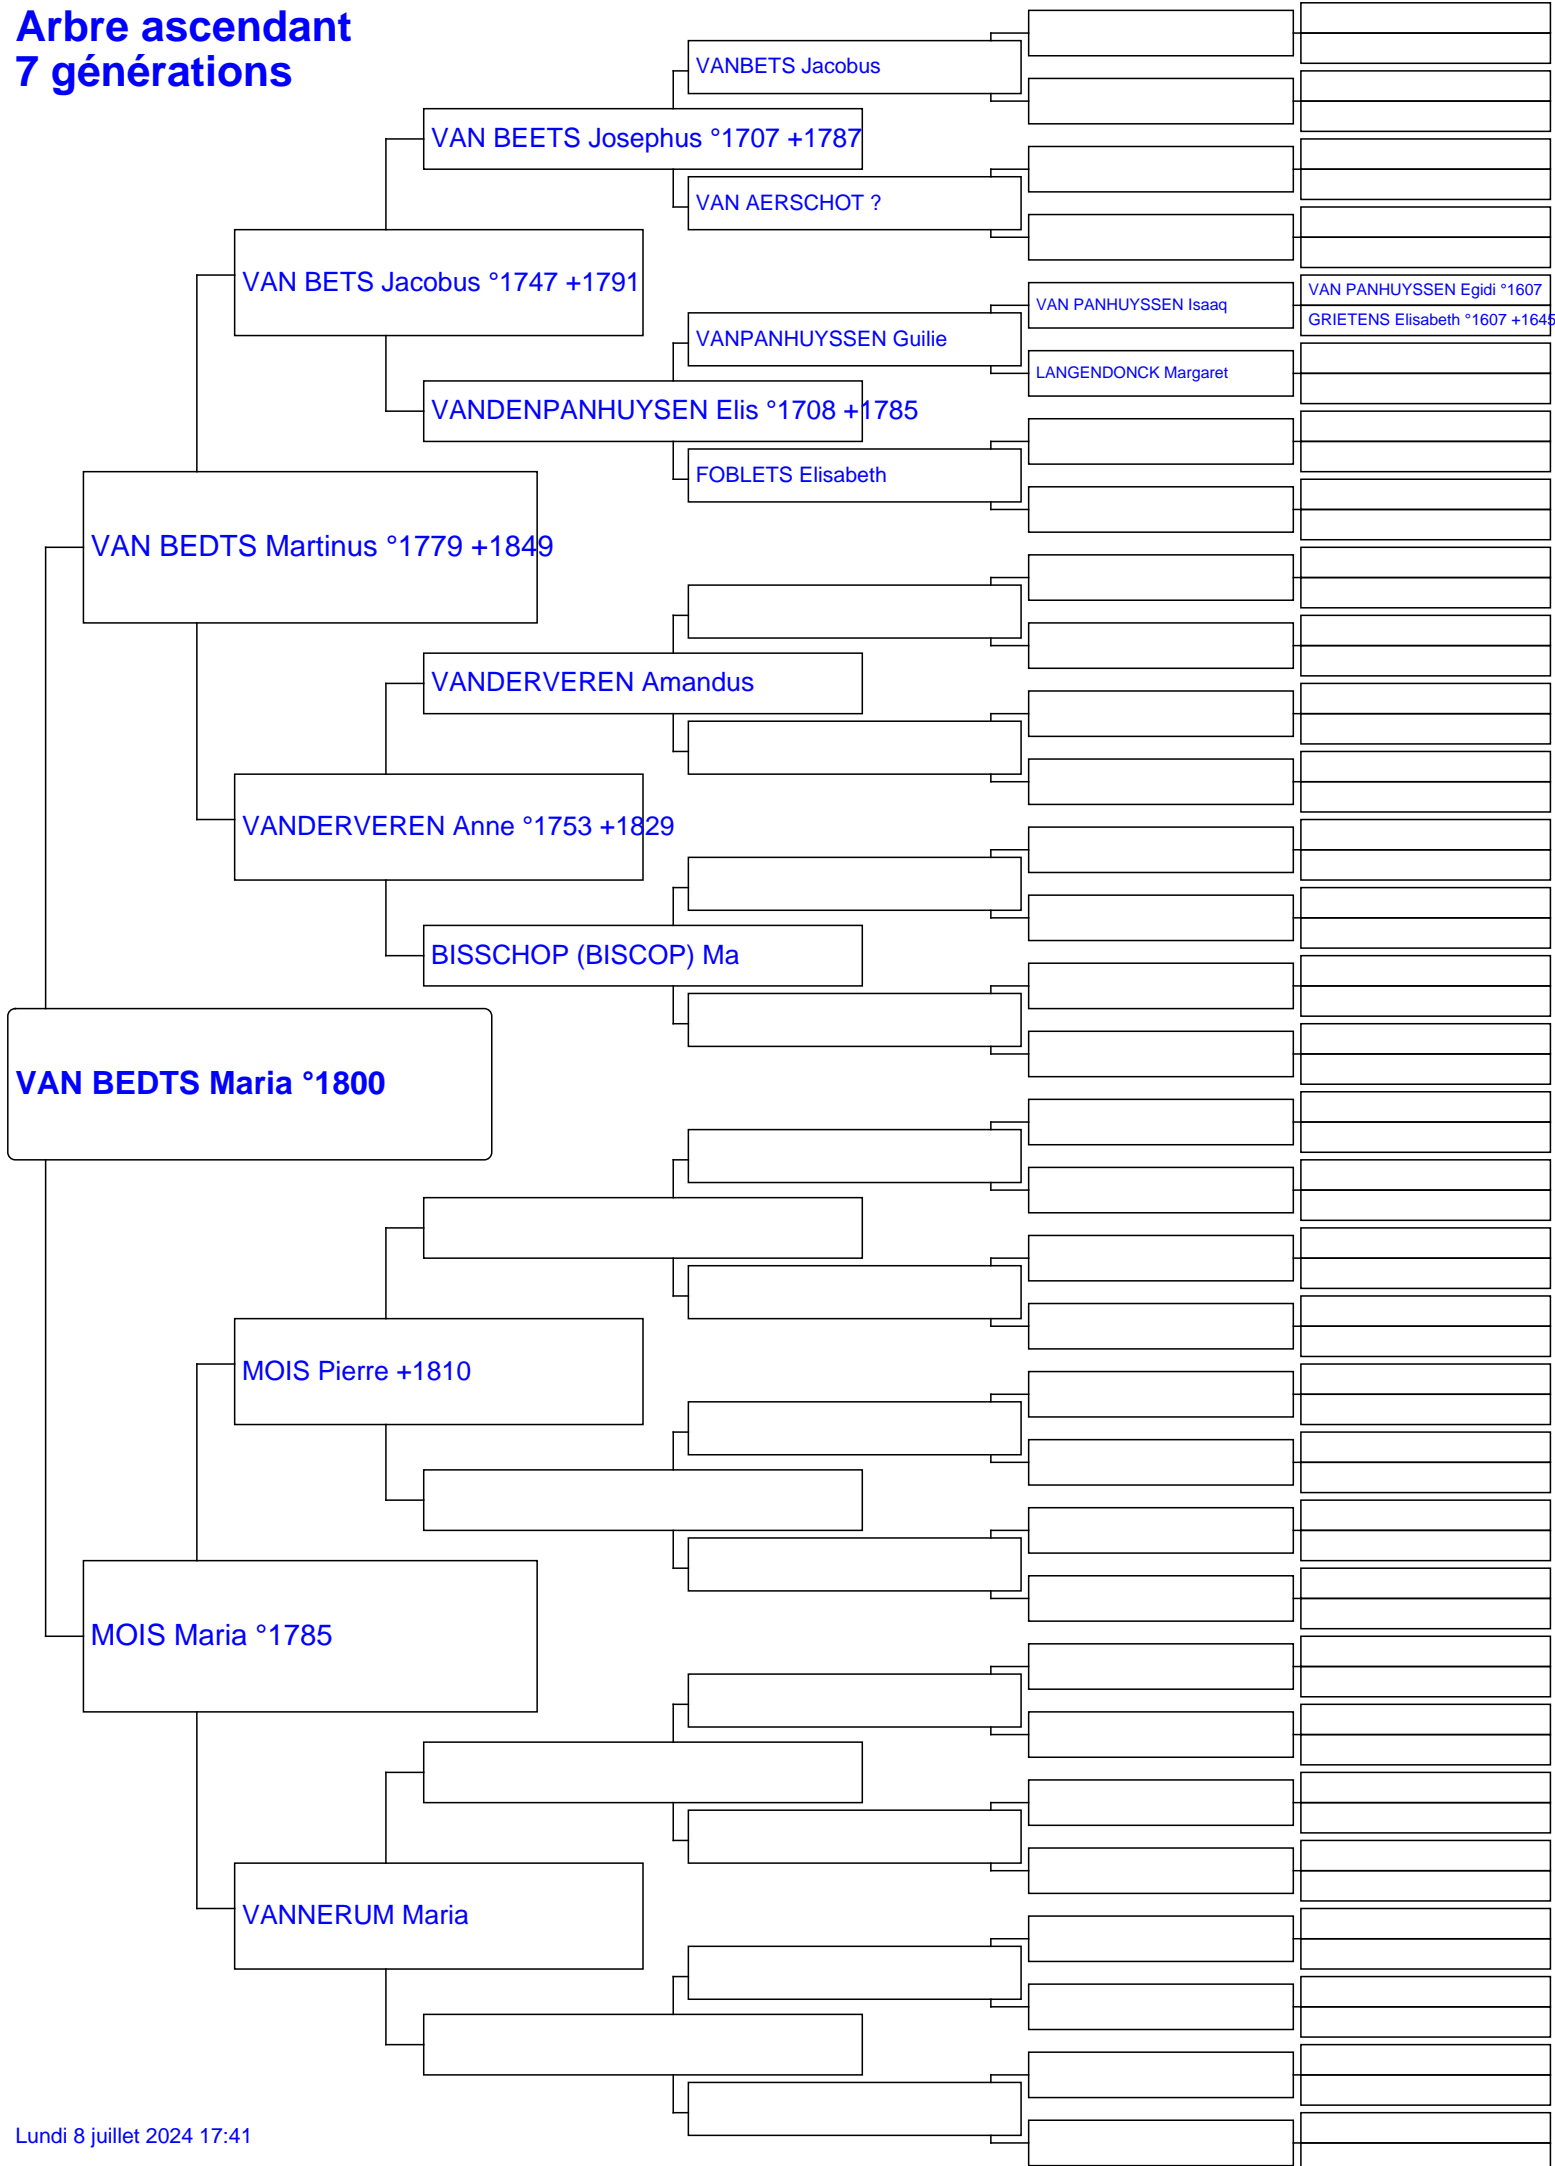 Arbre ascendant
7 générations
VANBETS Jacobus
VAN BEETS Josephus °1707 +1787
VAN AERSCHOT ?
VAN BETS Jacobus °1747 +1791
VAN PANHUYSSEN Egidi °1607
VAN PANHUYSSEN Isaaq
GRIETENS Elisabeth °1607 +1645
VANPANHUYSSEN Guilie
LANGENDONCK Margaret
VANDENPANHUYSEN Elis °1708 +1785
FOBLETS Elisabeth
VAN BEDTS Martinus °1779 +1849
VANDERVEREN Amandus
VANDERVEREN Anne °1753 +1829
BISSCHOP (BISCOP) Ma
VAN BEDTS Maria °1800
MOIS Pierre +1810
MOIS Maria °1785
VANNERUM Maria
Lundi 8 juillet 2024 17:41